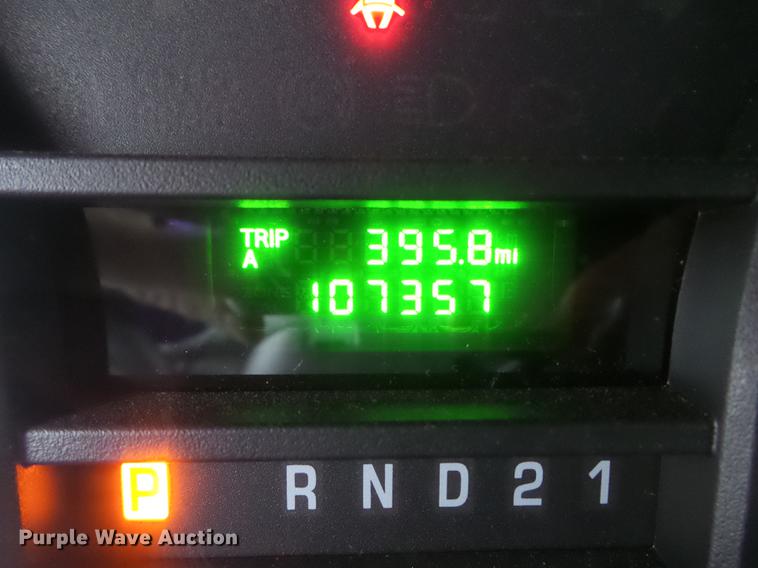 TRIP 395.8mi
A
107357
P R N D 2 1
Purple Wave Auction